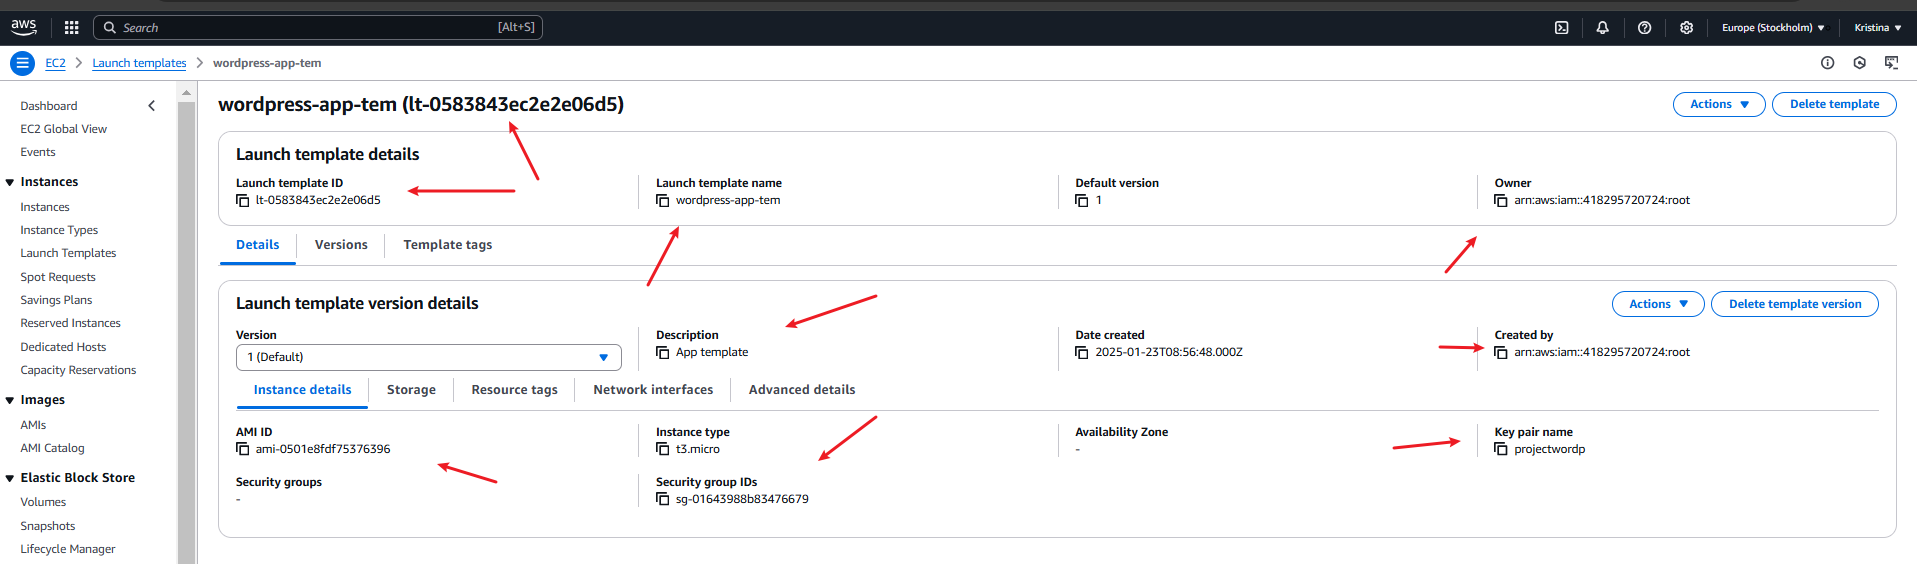 aws
Search [Alt+S] Europe (Stockholm) Kristina
EC2 Launch templates wordpress-app-tem
Dashboard
EC2 Global View
Events
Instances
Instances
Instance Types
Launch Templates
Spot Requests
Savings Plans
Reserved Instances
Dedicated Hosts
Capacity Reservations
Images
AMIs
AMI Catalog
Elastic Block Store
Volumes
Snapshots
Lifecycle Manager
wordpress-app-tem (lt-0583843ec2e2e06d5) Actions Delete template
Launch template details
Launch template ID Launch template name Default version Owner
lt-0583843ec2e2e06d5 wordpress-app-tem 1 arn:aws:iam::418295720724:root
Details Versions Template tags
Launch template version details Actions Delete template version
Version Description Date created Created by
1 (Default) App template 2025-01-23T08:56:48.000Z arn:aws:iam::418295720724:root
Instance details Storage Resource tags Network interfaces Advanced details
AMI ID Instance type Availability Zone Key pair name
ami-0501e8fdf75376396 t3.micro - projectwordp
Security groups Security group IDs
- sg-01643988b83476679